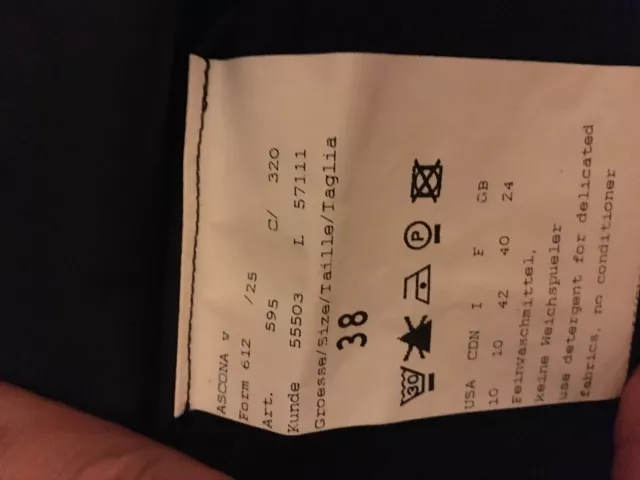 ASCONA v
Form 612 /25
Art. 595 C/ 320
Kunde 55503 L 57111
Groesse/Size/Taille/Taglia
38
30 P
USA CDN I F GB
10 10 42 40 24
Feinwaschmittel,
keine Weichspueler
use detergent for delicated
fabrics, no conditioner